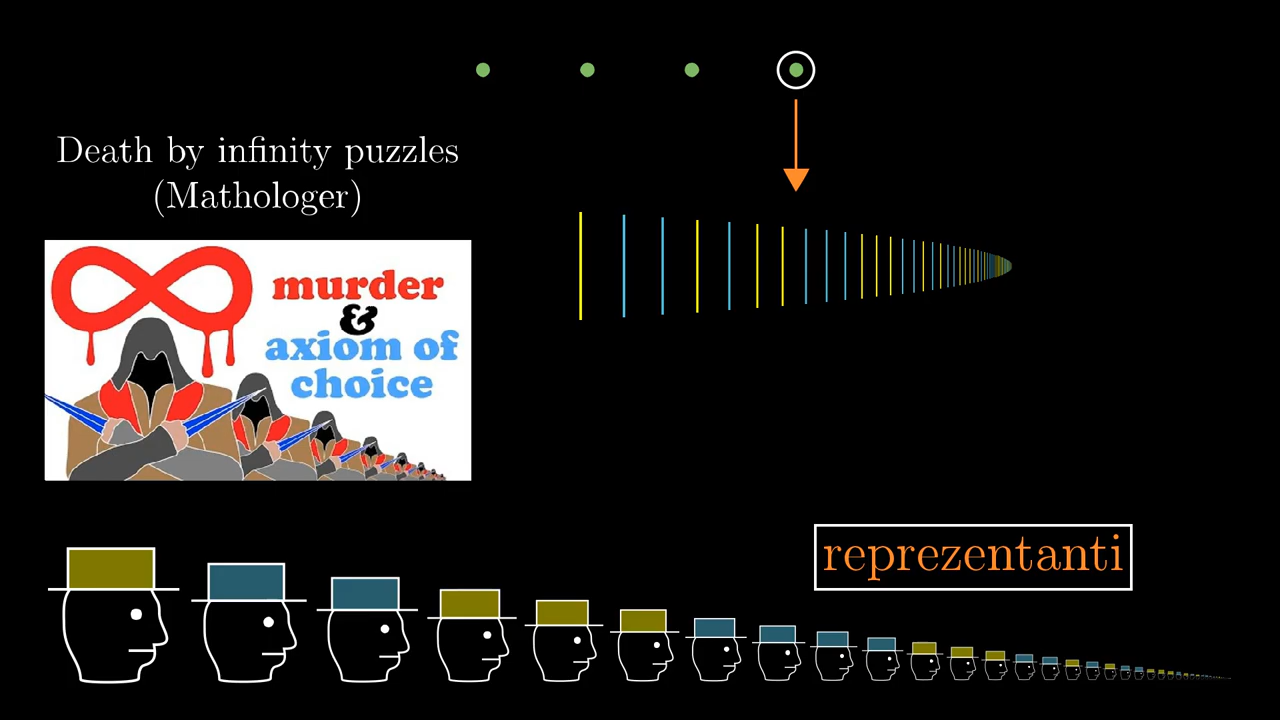 Death by infinity puzzles
(Mathologer)
murder
&
axiom of
choice
reprezentanti